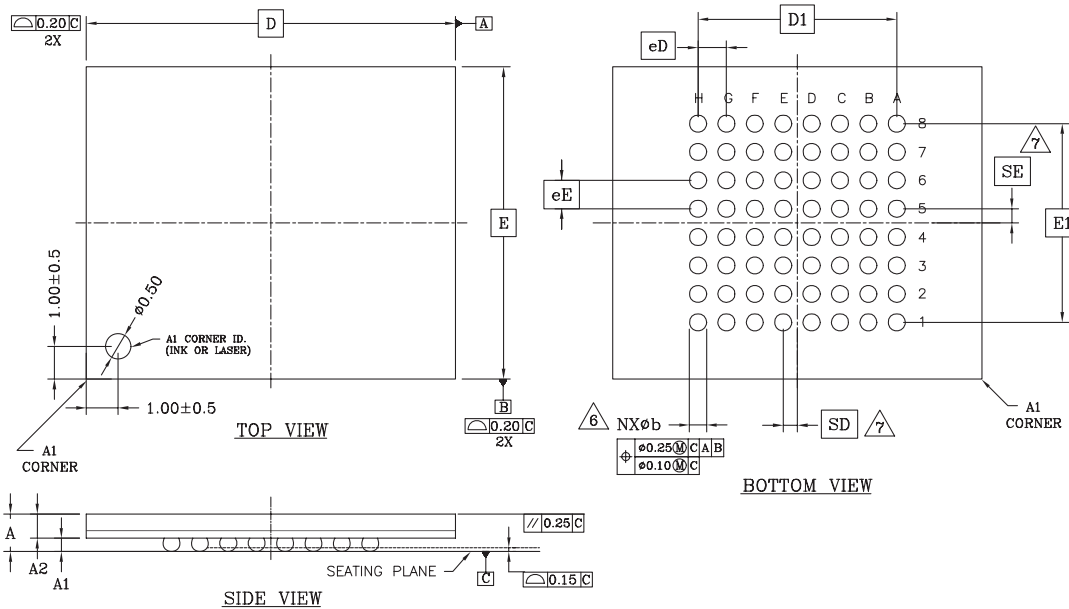 ⌓ 0.20 C
2X
D
A
E
1.00±0.5
ø0.50
A1 CORNER ID.
(INK OR LASER)
1.00±0.5
A1
CORNER
B
⌓ 0.20 C
2X
TOP VIEW
D1
eD
H G F E D C B A
8
7
6
5
4
3
2
1
7
SE
eE
E1
6
NXøb
⌖ ø0.25Ⓜ C A B
ø0.10Ⓜ C
SD
7
A1
CORNER
BOTTOM VIEW
A
A2
A1
// 0.25 C
SEATING PLANE
C
⌓ 0.15 C
SIDE VIEW